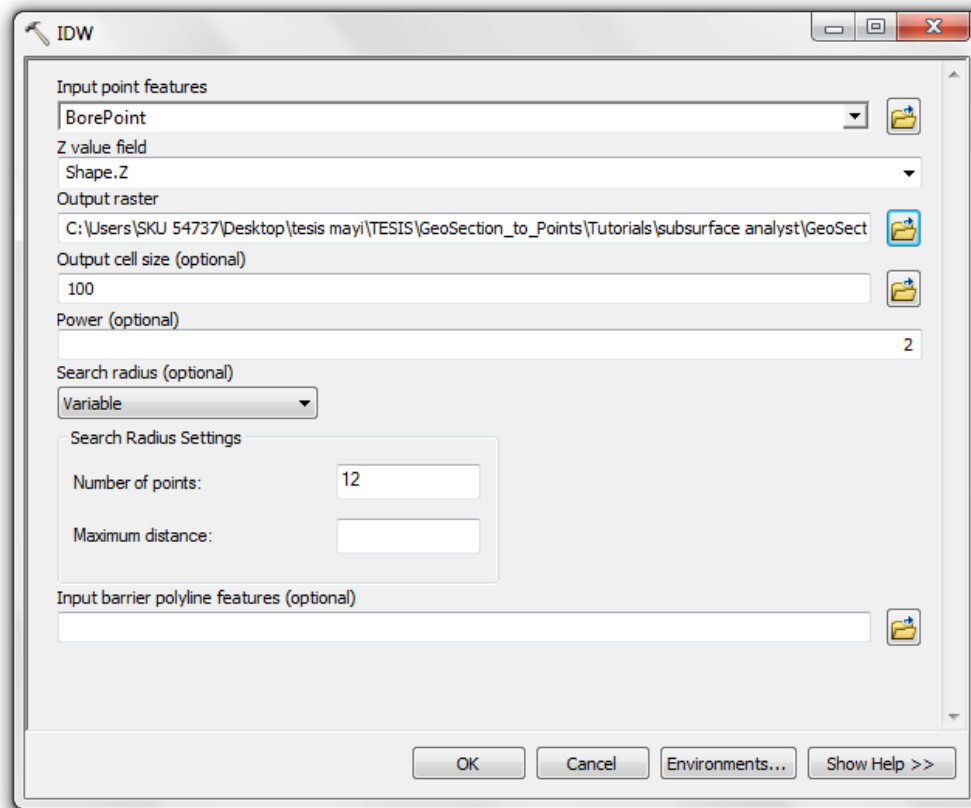 IDW
Input point features
BorePoint
Z value field
Shape.Z
Output raster
C:\Users\SKU 54737\Desktop\tesis mayi\TESIS\GeoSection_to_Points\Tutorials\subsurface analyst\GeoSect
Output cell size (optional)
100
Power (optional)
2
Search radius (optional)
Variable
Search Radius Settings
Number of points:
12
Maximum distance:
Input barrier polyline features (optional)
OK
Cancel
Environments...
Show Help >>